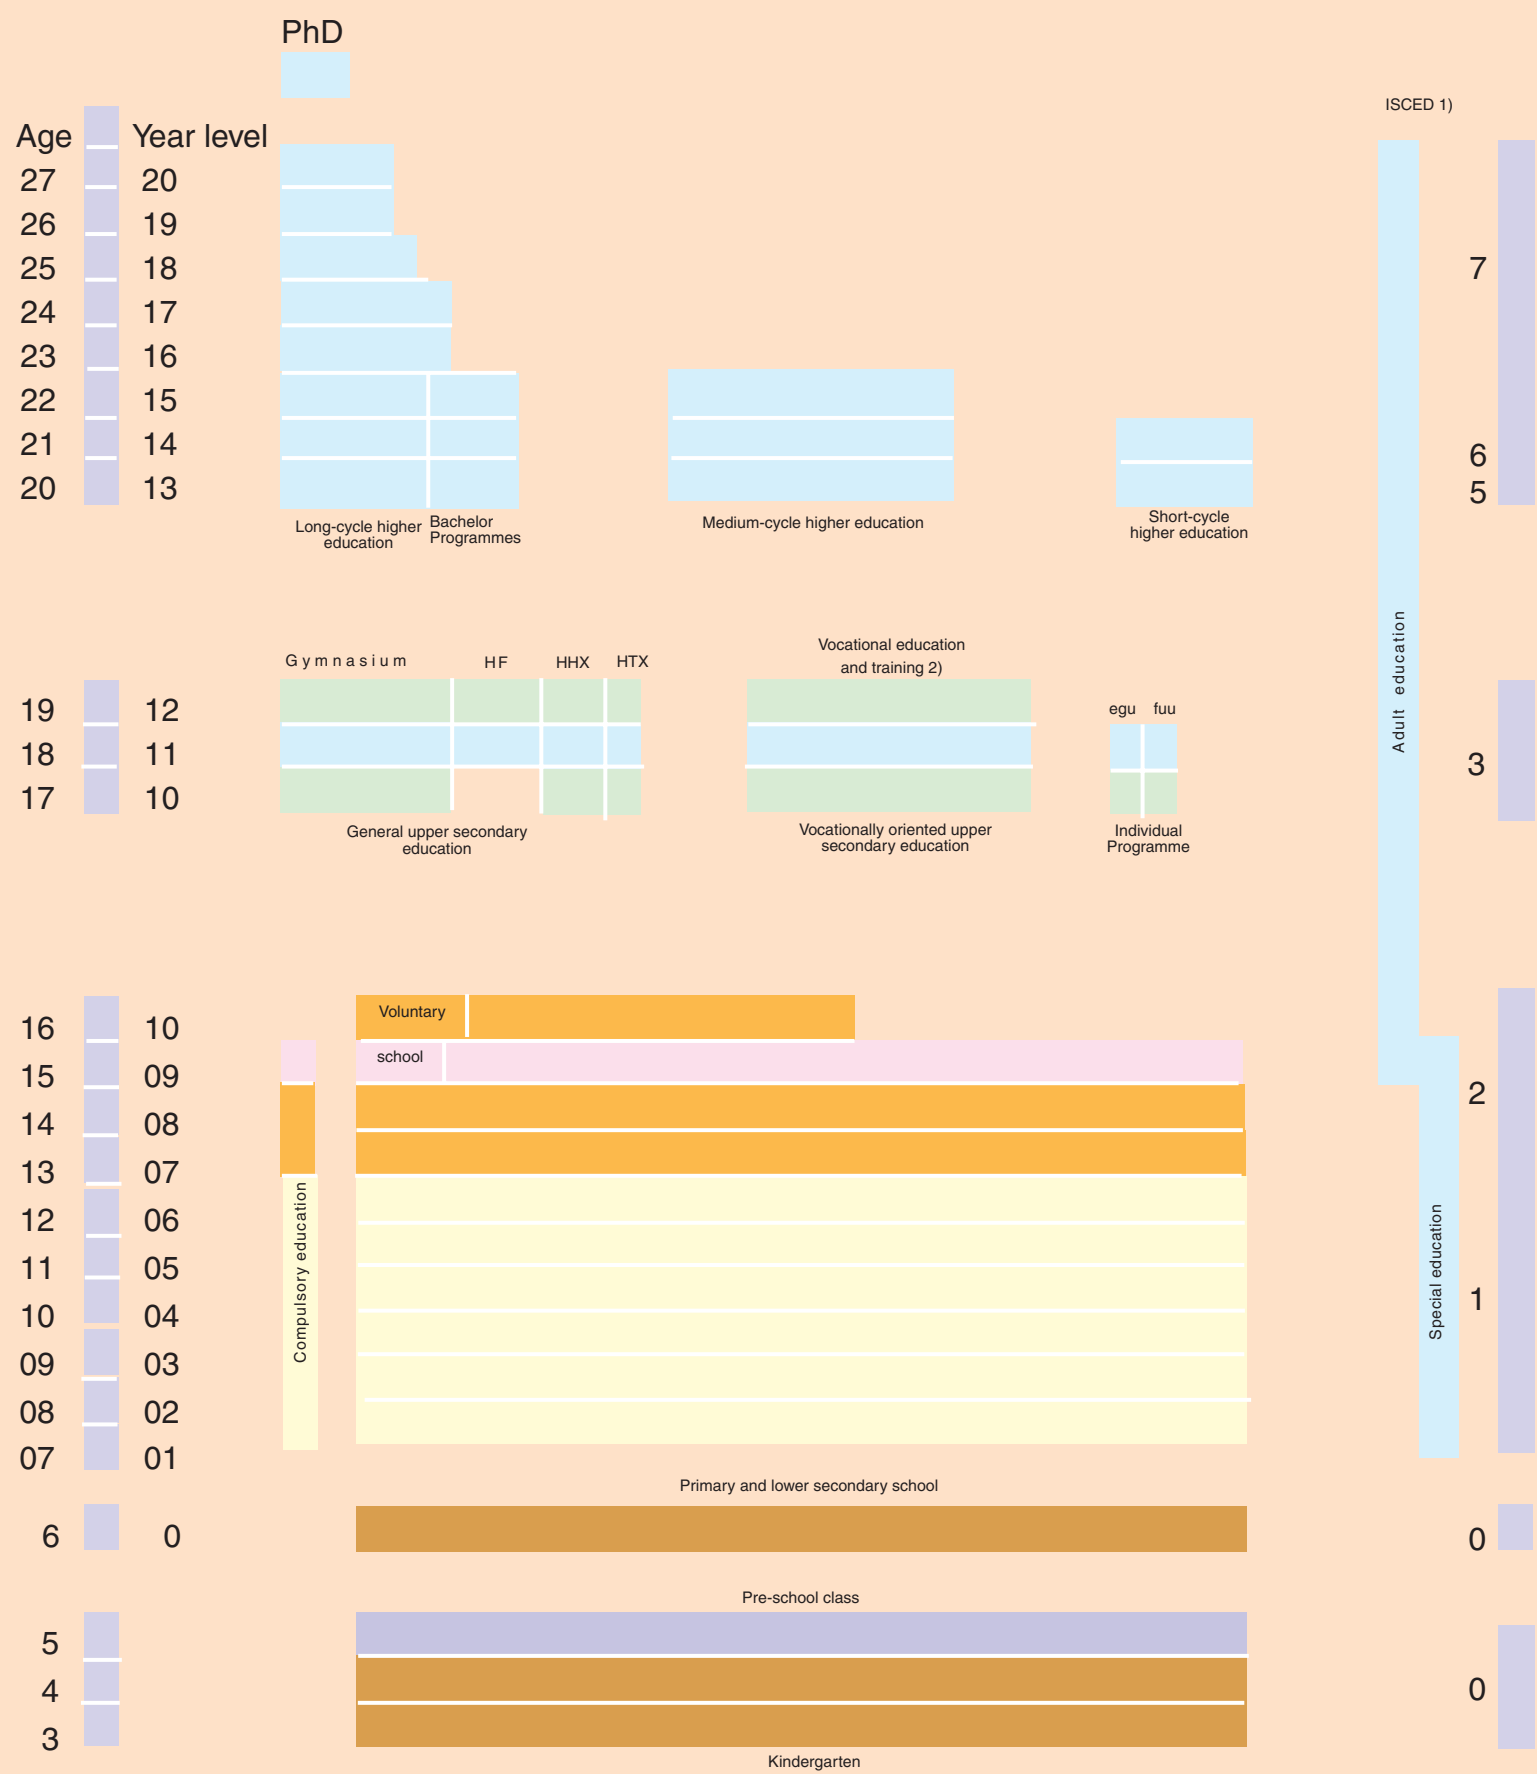 PhD
ISCED 1)
Age Year level
27 20
26 19
25 18 7
24 17
23 16
22 15
21 14 6
20 13 5
Long-cycle higher
education
Bachelor
Programmes
Medium-cycle higher education
Short-cycle
higher education
Adult education
Gymnasium HF HHX HTX
Vocational education
and training 2)
egu fuu
19 12
18 11 3
17 10
General upper secondary
education
Vocationally oriented upper
secondary education
Individual
Programme
16 10 Voluntary
school
15 09
14 08 2
13 07
Compulsory education
Special education
12 06
11 05
10 04 1
09 03
08 02
07 01
Primary and lower secondary school
6 0 0
Pre-school class
5
4 0
3
Kindergarten